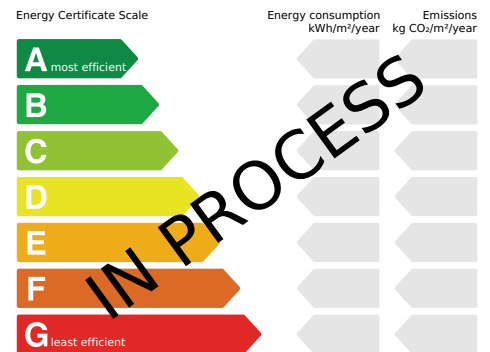 Energy Certificate Scale
Energy consumption
kWh/m²/year
Emissions
kg CO₂/m²/year
A most efficient
B
C
D
E
F
G least efficient
IN PROCESS